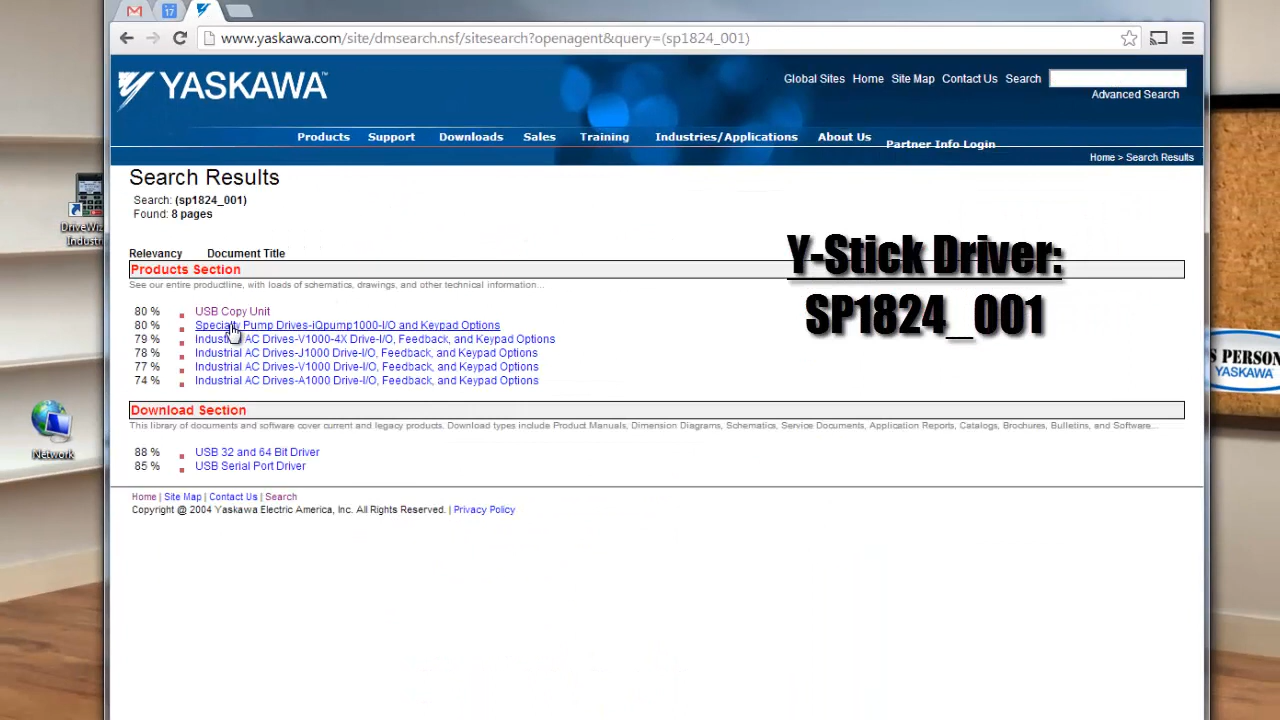 17
www.yaskawa.com/site/dmsearch.nsf/sitesearch?openagent&query=(sp1824_001)
YASKAWA™
Global Sites Home Site Map Contact Us Search
Advanced Search
Products Support Downloads Sales Training Industries/Applications About Us Partner Info Login
Home > Search Results
Search Results
Search: (sp1824_001)
Found: 8 pages
Relevancy Document Title
Products Section
See our entire productline, with loads of schematics, drawings, and other technical information...
80 % USB Copy Unit
80 % Specialty Pump Drives-iQpump1000-I/O and Keypad Options
79 % Industrial AC Drives-V1000-4X Drive-I/O, Feedback, and Keypad Options
78 % Industrial AC Drives-J1000 Drive-I/O, Feedback, and Keypad Options
77 % Industrial AC Drives-V1000 Drive-I/O, Feedback, and Keypad Options
74 % Industrial AC Drives-A1000 Drive-I/O, Feedback, and Keypad Options
Download Section
This library of documents and software cover current and legacy products. Download types include Product Manuals, Dimension Diagrams, Schematics, Service Documents, Application Reports, Catalogs, Brochures, Bulletins, and Software...
88 % USB 32 and 64 Bit Driver
85 % USB Serial Port Driver
Home | Site Map | Contact Us | Search
Copyright @ 2004 Yaskawa Electric America, Inc. All Rights Reserved. | Privacy Policy
Y-Stick Driver:
SP1824_001
DriveWiz
Industri
Network
S PERSON
YASKAWA